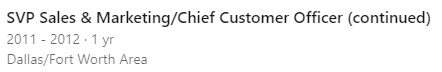 SVP Sales & Marketing/Chief Customer Officer (continued)
2011 - 2012 · 1 yr
Dallas/Fort Worth Area